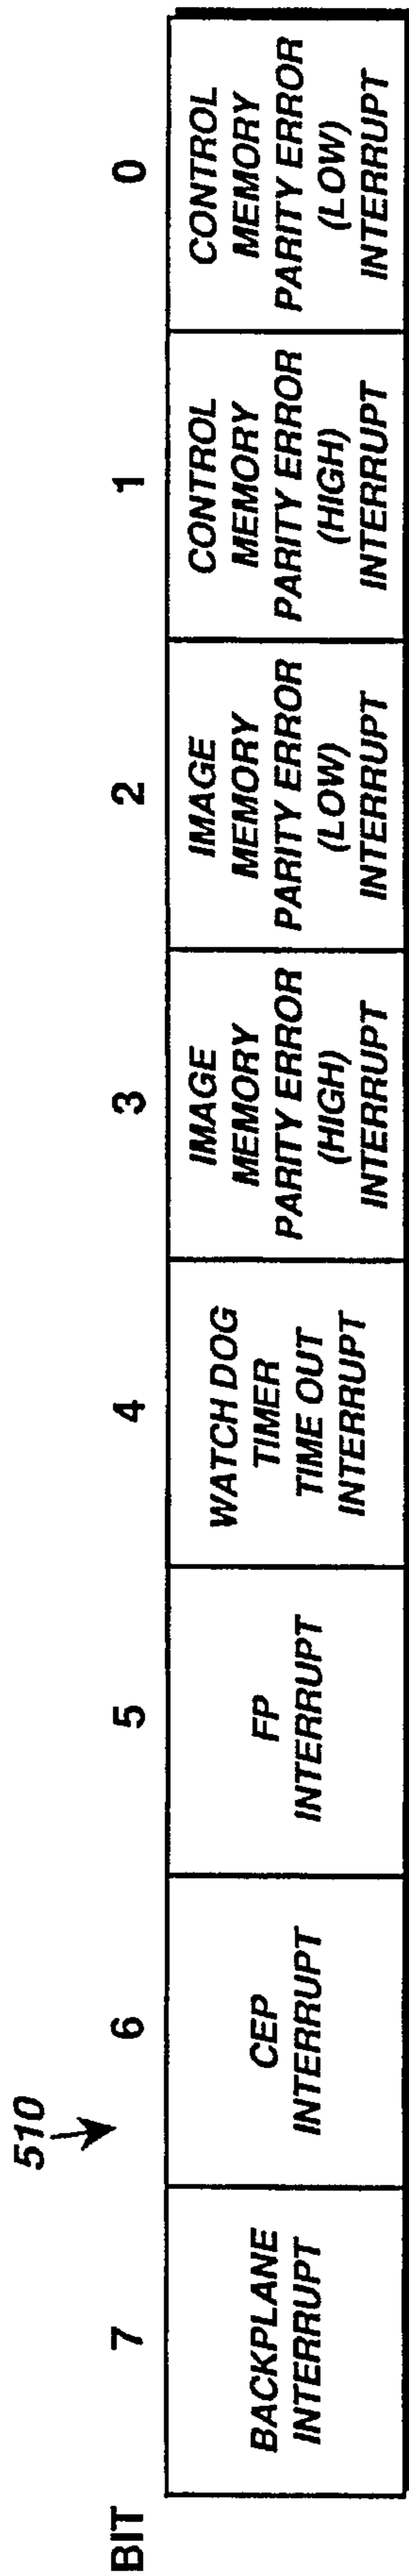 510
BIT 7 6 5 4 3 2 1 0
BACKPLANE
INTERRUPT
CEP
INTERRUPT
FP
INTERRUPT
WATCH DOG
TIMER
TIME OUT
INTERRUPT
IMAGE
MEMORY
PARITY ERROR
(HIGH)
INTERRUPT
IMAGE
MEMORY
PARITY ERROR
(LOW)
INTERRUPT
CONTROL
MEMORY
PARITY ERROR
(HIGH)
INTERRUPT
CONTROL
MEMORY
PARITY ERROR
(LOW)
INTERRUPT